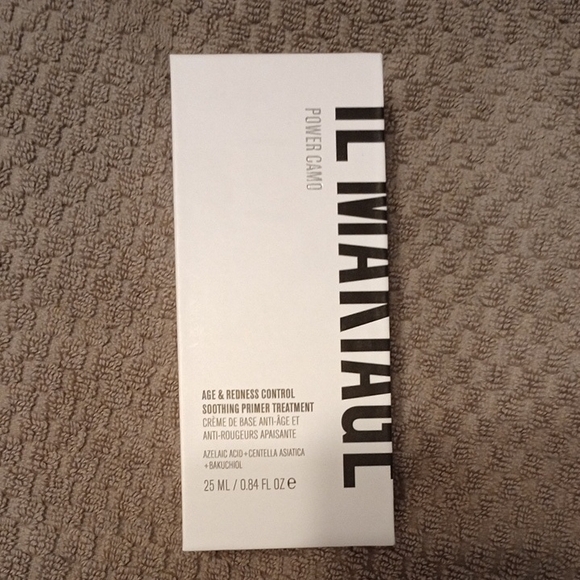 IL MAKIAGE
POWER CAMO
AGE & REDNESS CONTROL
SOOTHING PRIMER TREATMENT
CRÈME DE BASE ANTI-ÂGE ET
ANTI-ROUGEURS APAISANTE
AZELAIC ACID + CENTELLA ASIATICA
+ BAKUCHIOL
25 ML / 0.84 FL OZ ℮